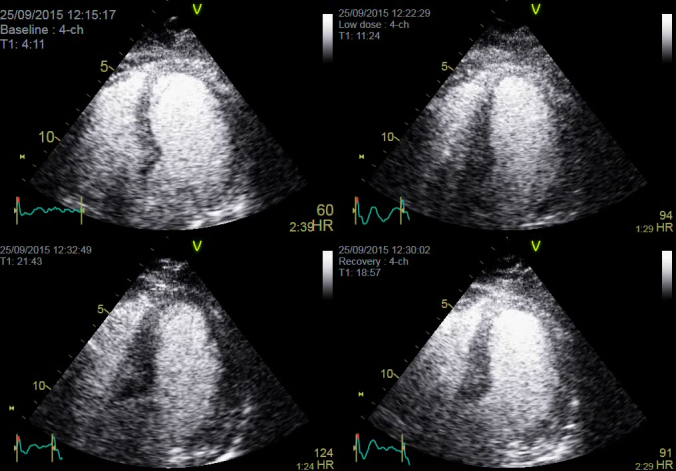 V
25/09/2015 12:15:17
Baseline : 4-ch
T1: 4:11
5
10
60
2:39 HR
V
25/09/2015 12:22:29
Low dose : 4-ch
T1: 11:24
5
10
94
1:29 HR
V
25/09/2015 12:32:49
T1: 21:43
5
10
124
1:24 HR
V
25/09/2015 12:30:02
Recovery : 4-ch
T1: 18:57
5
10
91
2:29 HR